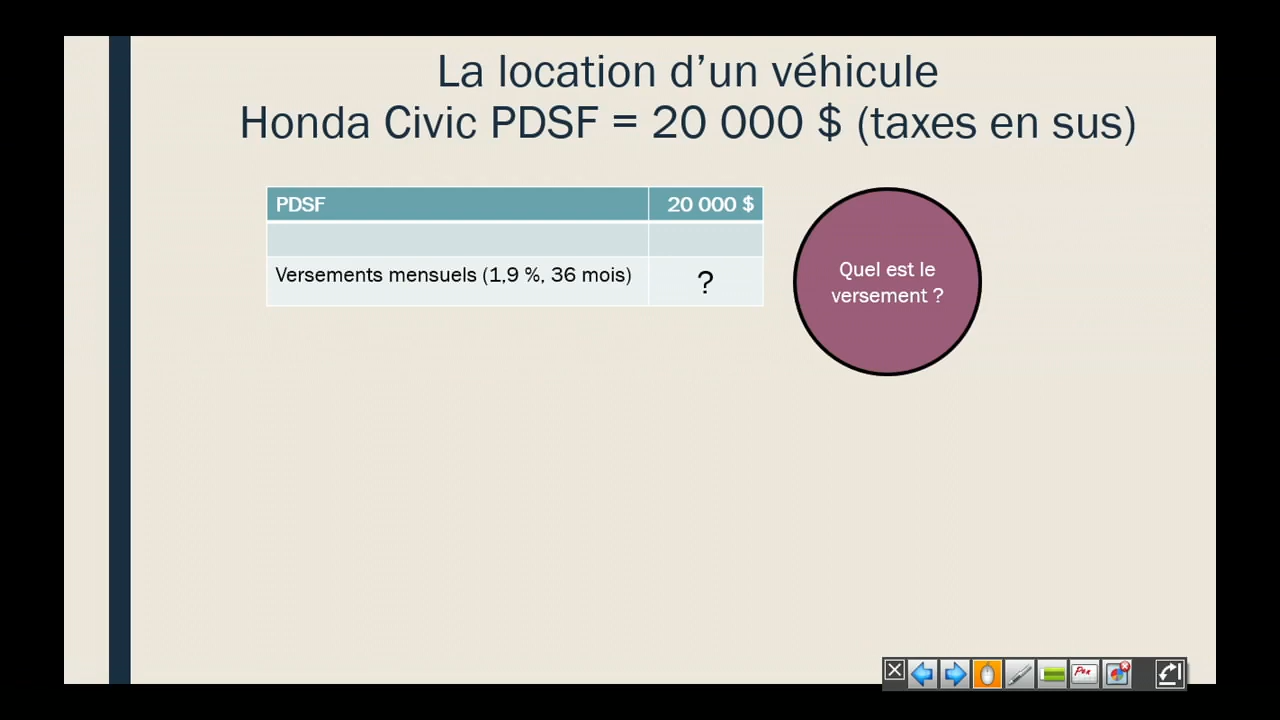 La location d’un véhicule
Honda Civic PDSF = 20 000 $ (taxes en sus)
PDSF 20 000 $
Versements mensuels (1,9 %, 36 mois) ?
Quel est le
versement ?
Pen